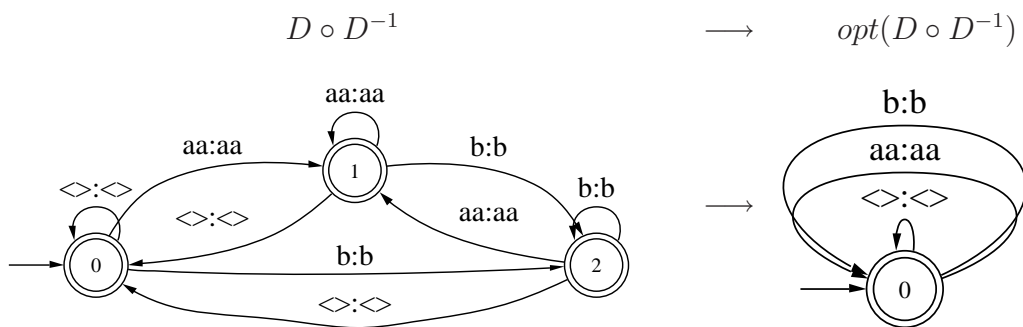 D ∘ D⁻¹ ⟶ opt(D ∘ D⁻¹)
aa:aa
b:b
aa:aa
b:b
aa:aa
1
<>:<>
b:b
<>:<>
<>:<>
aa:aa
⟶
0
b:b
2
<>:<>
0